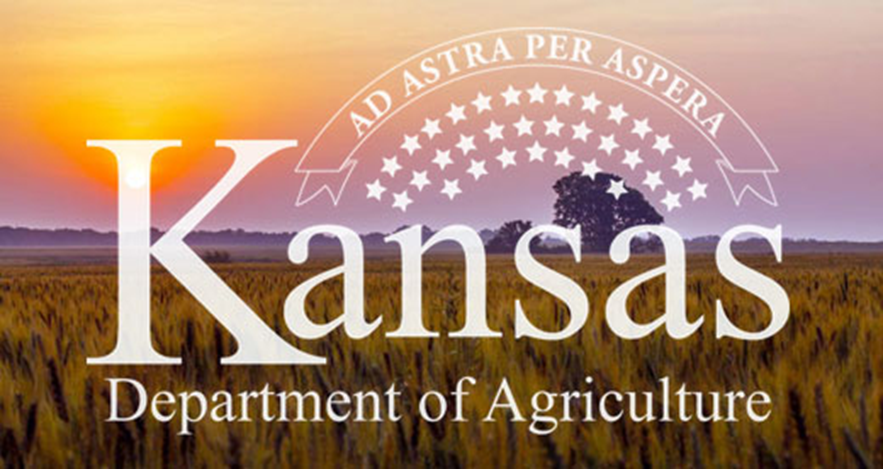 AD ASTRA PER ASPERA
Kansas
Department of Agriculture